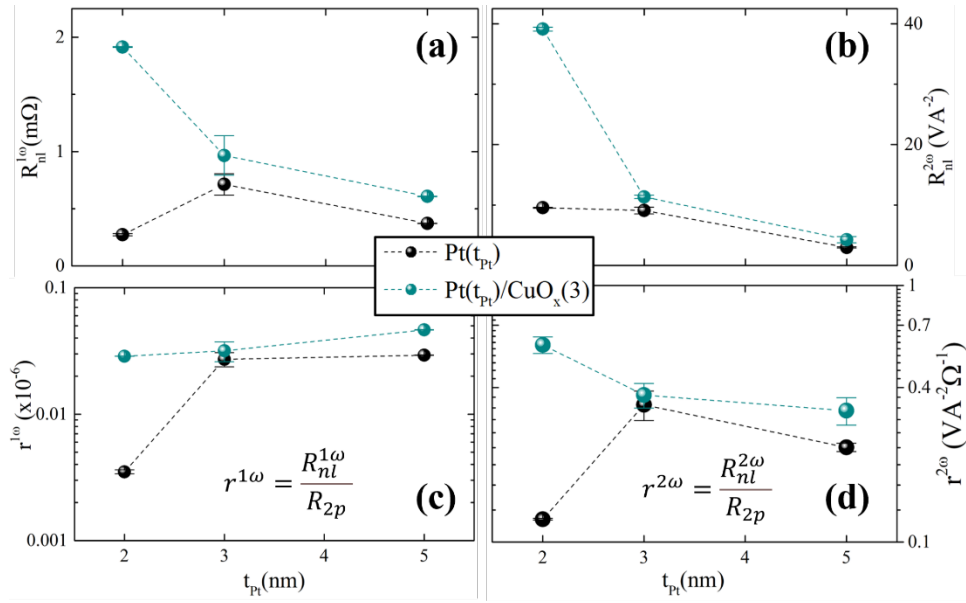 (a)
R_nl^1ω (mΩ)
2
1
0
(b)
R_nl^2ω (VA⁻²)
40
20
0
Pt(t_Pt)
Pt(t_Pt)/CuO_x(3)
(c)
r^1ω (x10⁻⁶)
0.1
0.01
0.001
r^1ω = R_nl^1ω / R_2p
2 3 4 5
t_Pt(nm)
(d)
r^2ω (VA⁻²Ω⁻¹)
1
0.7
0.4
0.1
r^2ω = R_nl^2ω / R_2p
2 3 4 5
t_Pt(nm)